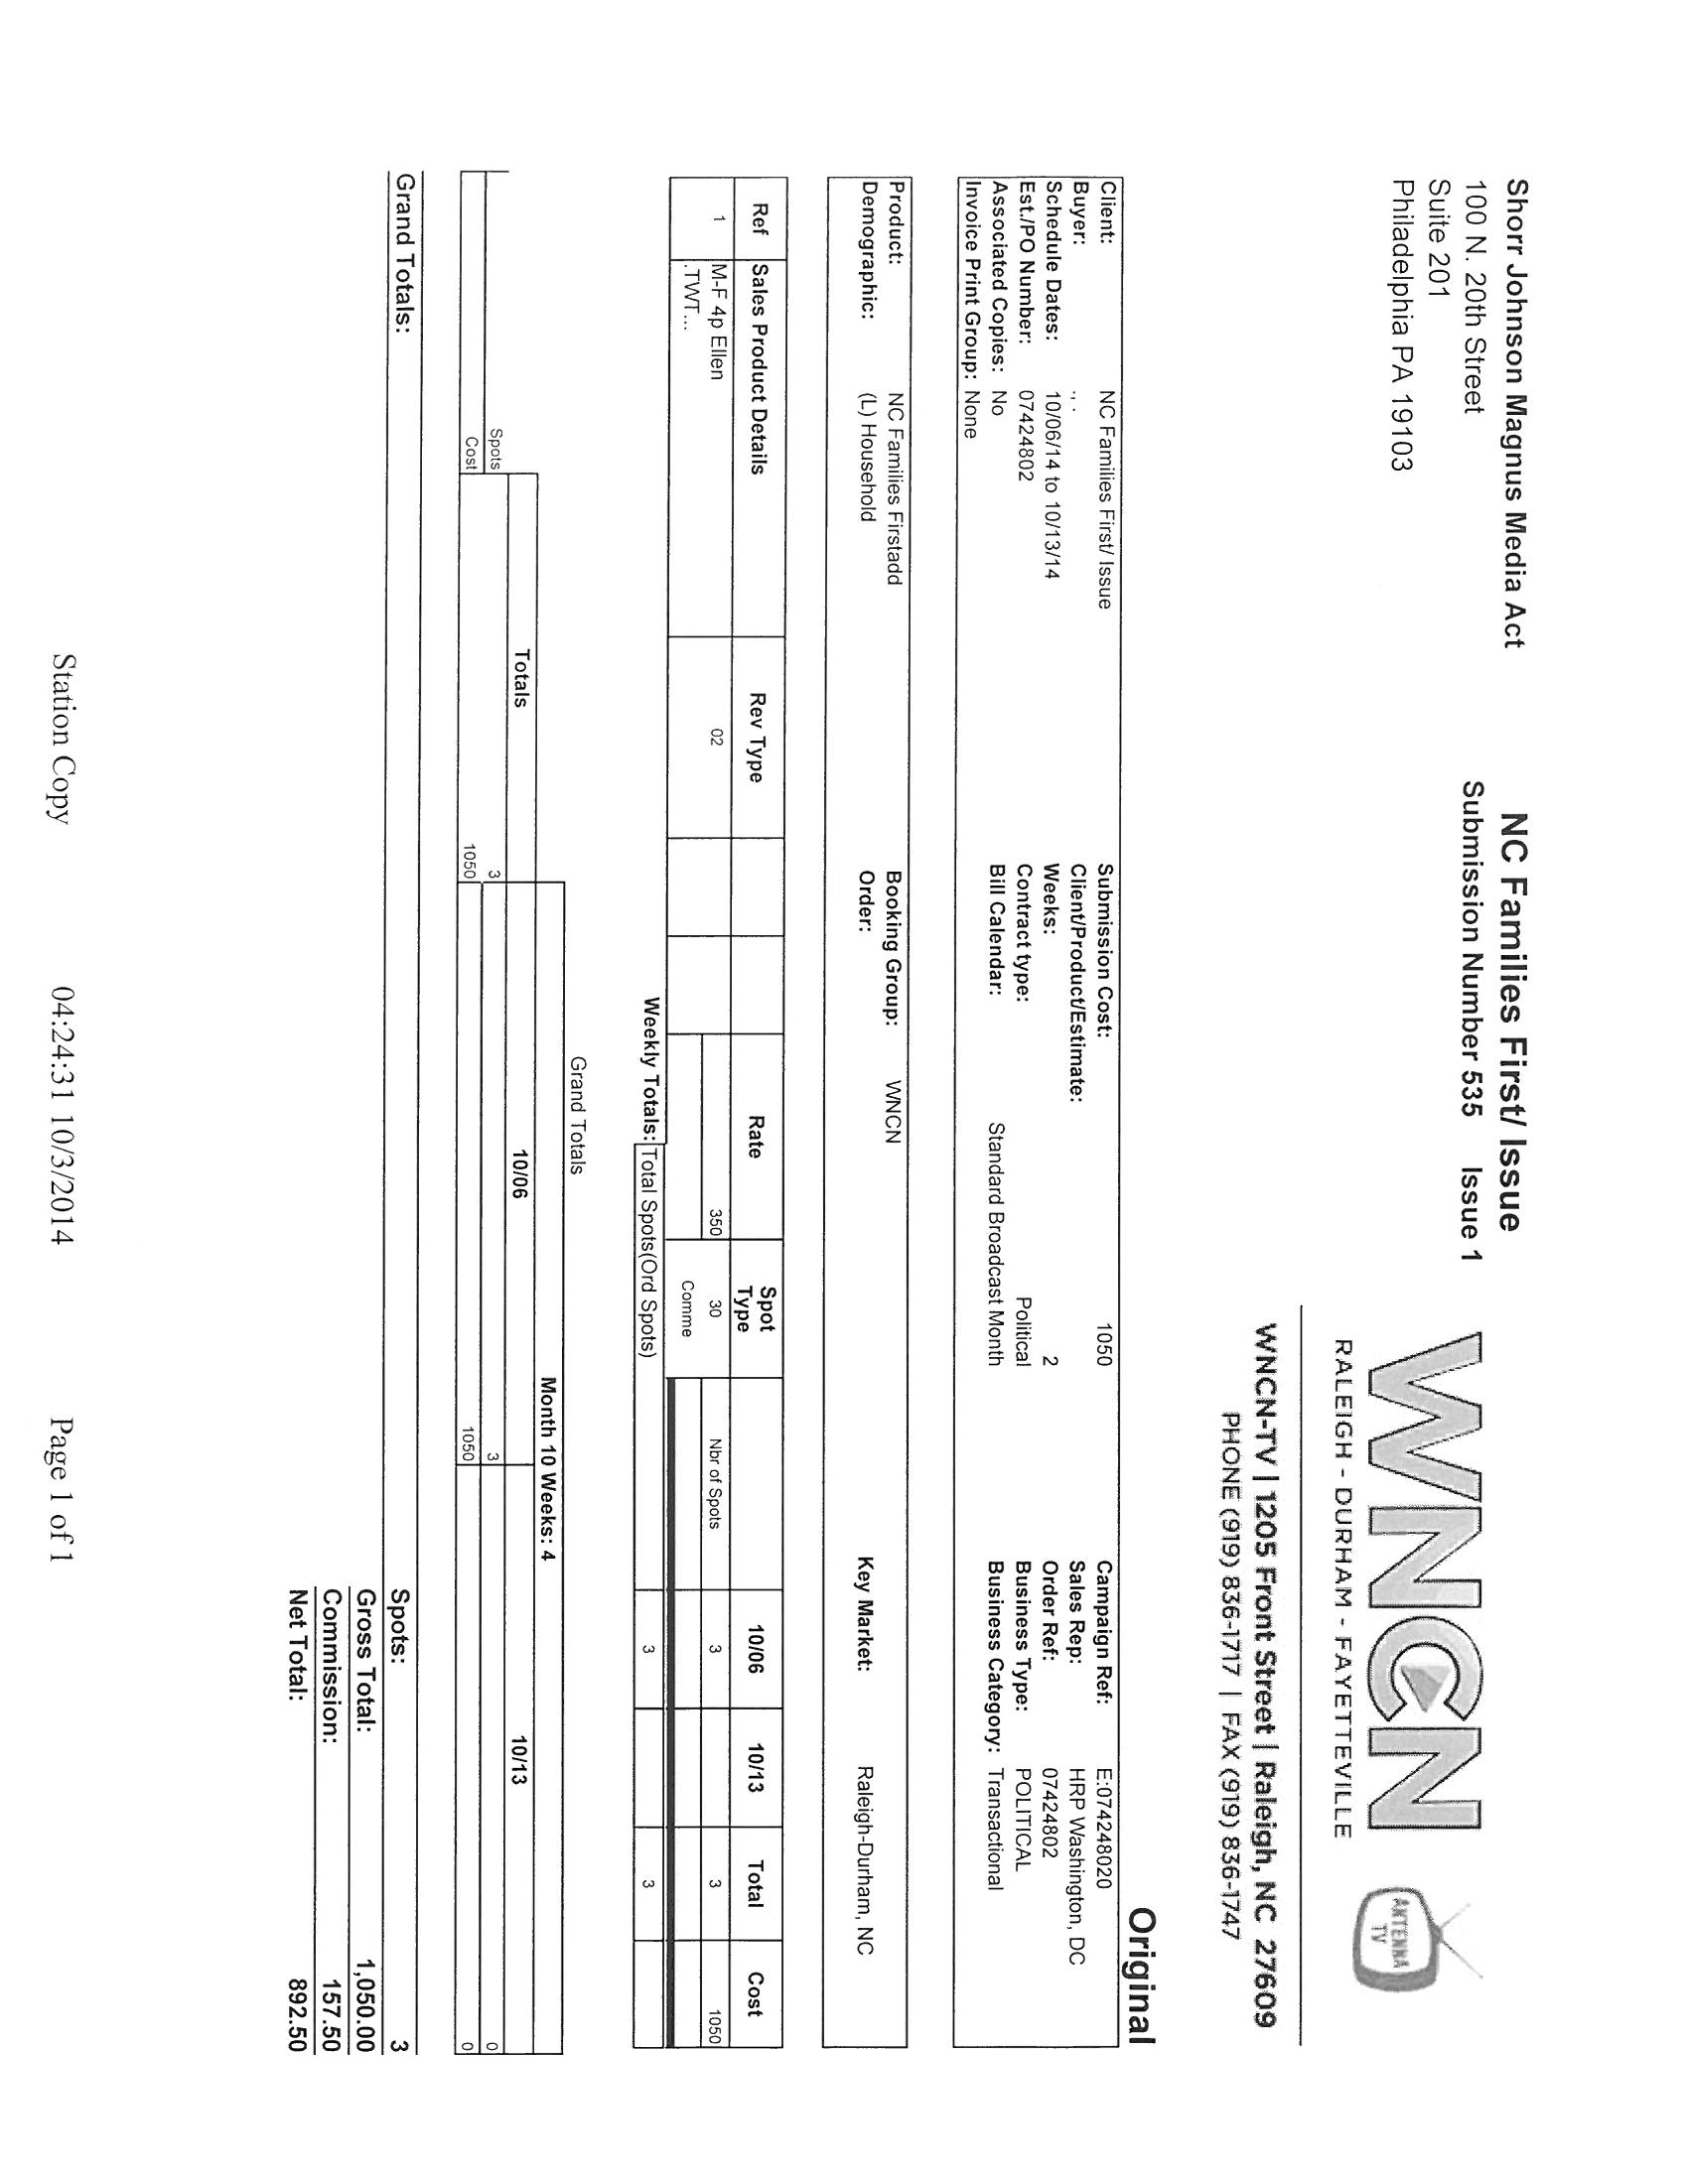 Shorr Johnson Magnus Media Act
100 N. 20th Street
Suite 201
Philadelphia PA 19103
NC Families First/ Issue
Submission Number 535 Issue 1
WNCN
RALEIGH - DURHAM - FAYETTEVILLE
ANTENNA
TV
WNCN-TV | 1205 Front Street | Raleigh, NC 27609
PHONE (919) 836-1717 | FAX (919) 836-1747
Original
Client: NC Families First/ Issue Submission Cost: 1050 Campaign Ref: E:074248020
Buyer: ., . Client/Product/Estimate: Sales Rep: HRP Washington, DC
Schedule Dates: 10/06/14 to 10/13/14 Weeks: 2 Order Ref: 07424802
Est./PO Number: 07424802 Contract type: Political Business Type: POLITICAL
Associated Copies: No Bill Calendar: Standard Broadcast Month Business Category: Transactional
Invoice Print Group: None
Product: NC Families Firstadd Booking Group: WNCN
Demographic: (L) Household Order: Key Market: Raleigh-Durham, NC
Ref Sales Product Details Rev Type Rate Spot Type 10/06 10/13 Total Cost
1 M-F 4p Ellen 02 350 30 Nbr of Spots 3 3 1050
.TWT... Comme
Weekly Totals: Total Spots(Ord Spots) 3 3
Grand Totals
Month 10 Weeks: 4
Totals 10/06 10/13
Spots 3 3 0
Cost 1050 1050 0
Grand Totals: Spots: 3
Gross Total: 1,050.00
Commission: 157.50
Net Total: 892.50
Station Copy 04:24:31 10/3/2014 Page 1 of 1